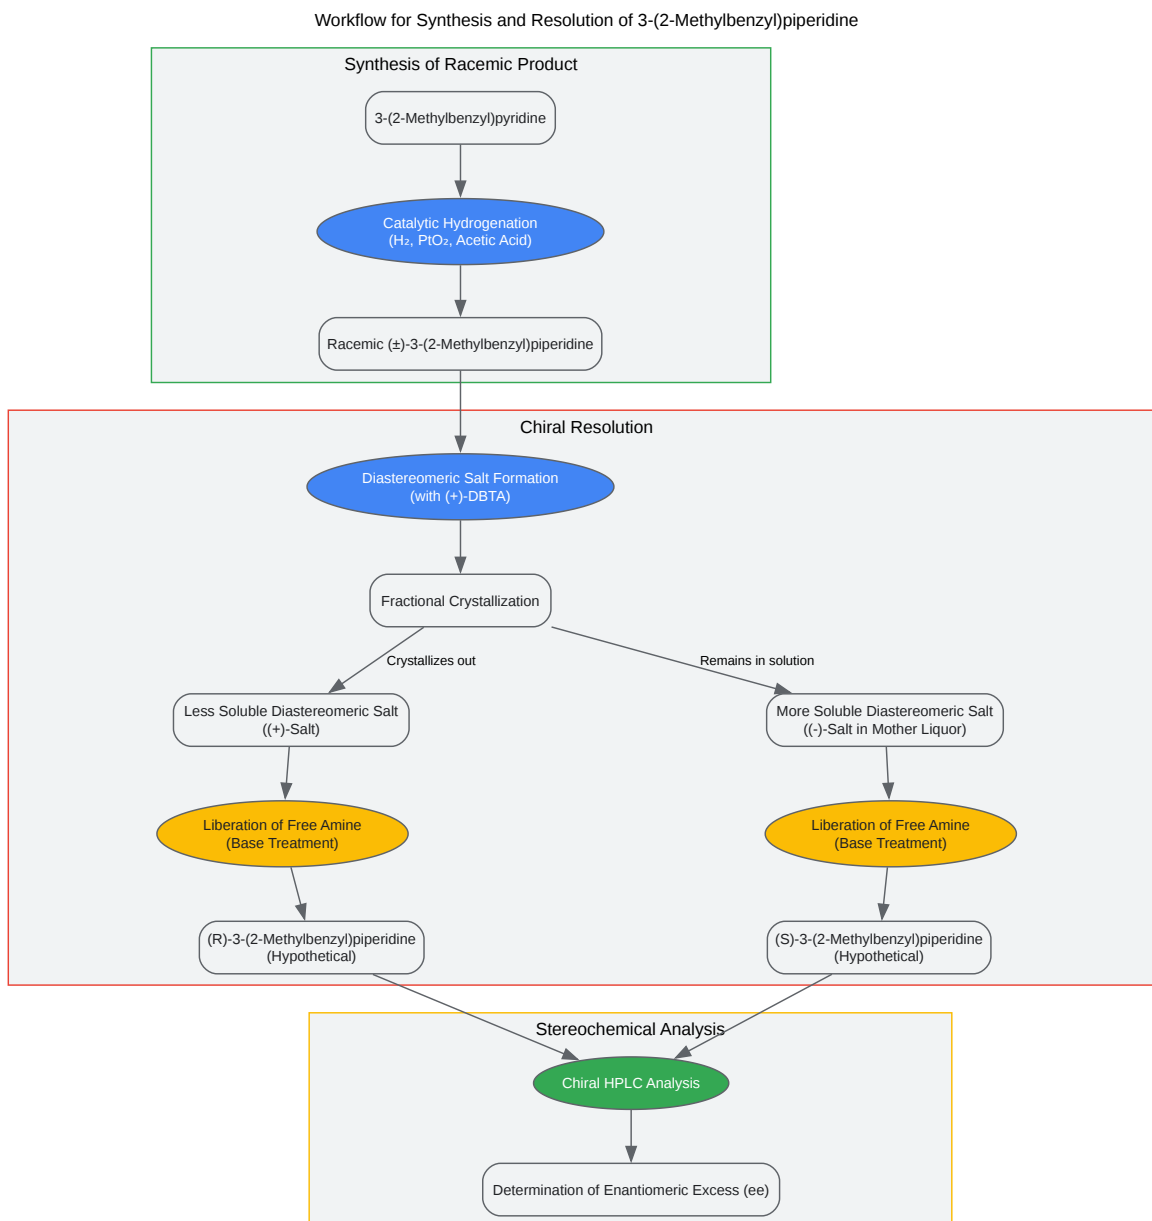 Workflow for Synthesis and Resolution of 3-(2-Methylbenzyl)piperidine
Synthesis of Racemic Product
3-(2-Methylbenzyl)pyridine
Catalytic Hydrogenation
(H₂, PtO₂, Acetic Acid)
Racemic (±)-3-(2-Methylbenzyl)piperidine
Chiral Resolution
Diastereomeric Salt Formation
(with (+)-DBTA)
Fractional Crystallization
Crystallizes out
Remains in solution
Less Soluble Diastereomeric Salt
((+)-Salt)
More Soluble Diastereomeric Salt
((-)-Salt in Mother Liquor)
Liberation of Free Amine
(Base Treatment)
Liberation of Free Amine
(Base Treatment)
(R)-3-(2-Methylbenzyl)piperidine
(Hypothetical)
(S)-3-(2-Methylbenzyl)piperidine
(Hypothetical)
Stereochemical Analysis
Chiral HPLC Analysis
Determination of Enantiomeric Excess (ee)